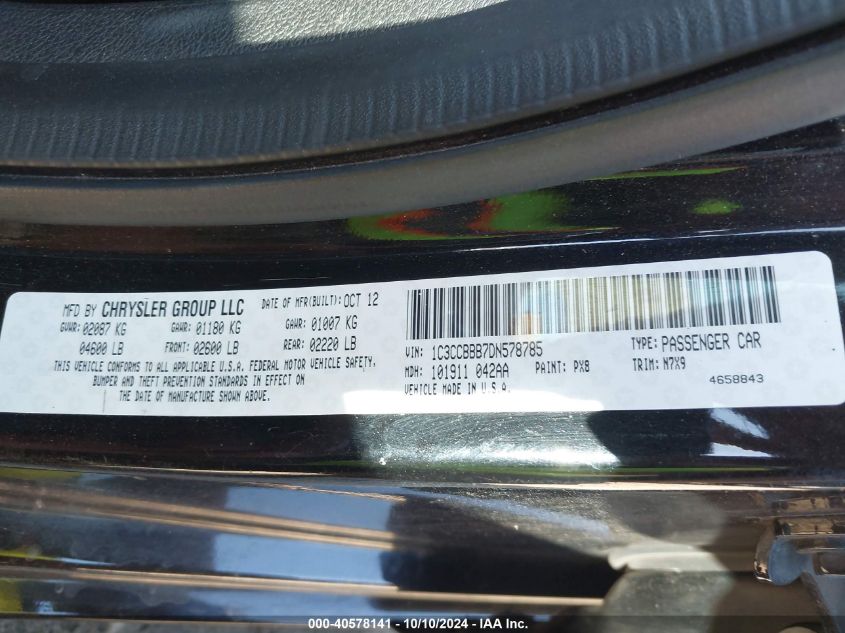 MFD BY CHRYSLER GROUP LLC DATE OF MFR(BUILT): OCT 12
GVWR: 02087 KG GAWR: 01180 KG GAWR: 01007 KG
04600 LB FRONT: 02600 LB REAR: 02220 LB
THIS VEHICLE CONFORMS TO ALL APPLICABLE U.S.A. FEDERAL MOTOR VEHICLE SAFETY,
BUMPER AND THEFT PREVENTION STANDARDS IN EFFECT ON
THE DATE OF MANUFACTURE SHOWN ABOVE.
VIN: 1C3CCBBB7DN578785 TYPE: PASSENGER CAR
MDH: 101911 042AA PAINT: PX8 TRIM: N7X9
VEHICLE MADE IN U.S.A. 4658843
000-40578141 - 10/10/2024 - IAA Inc.